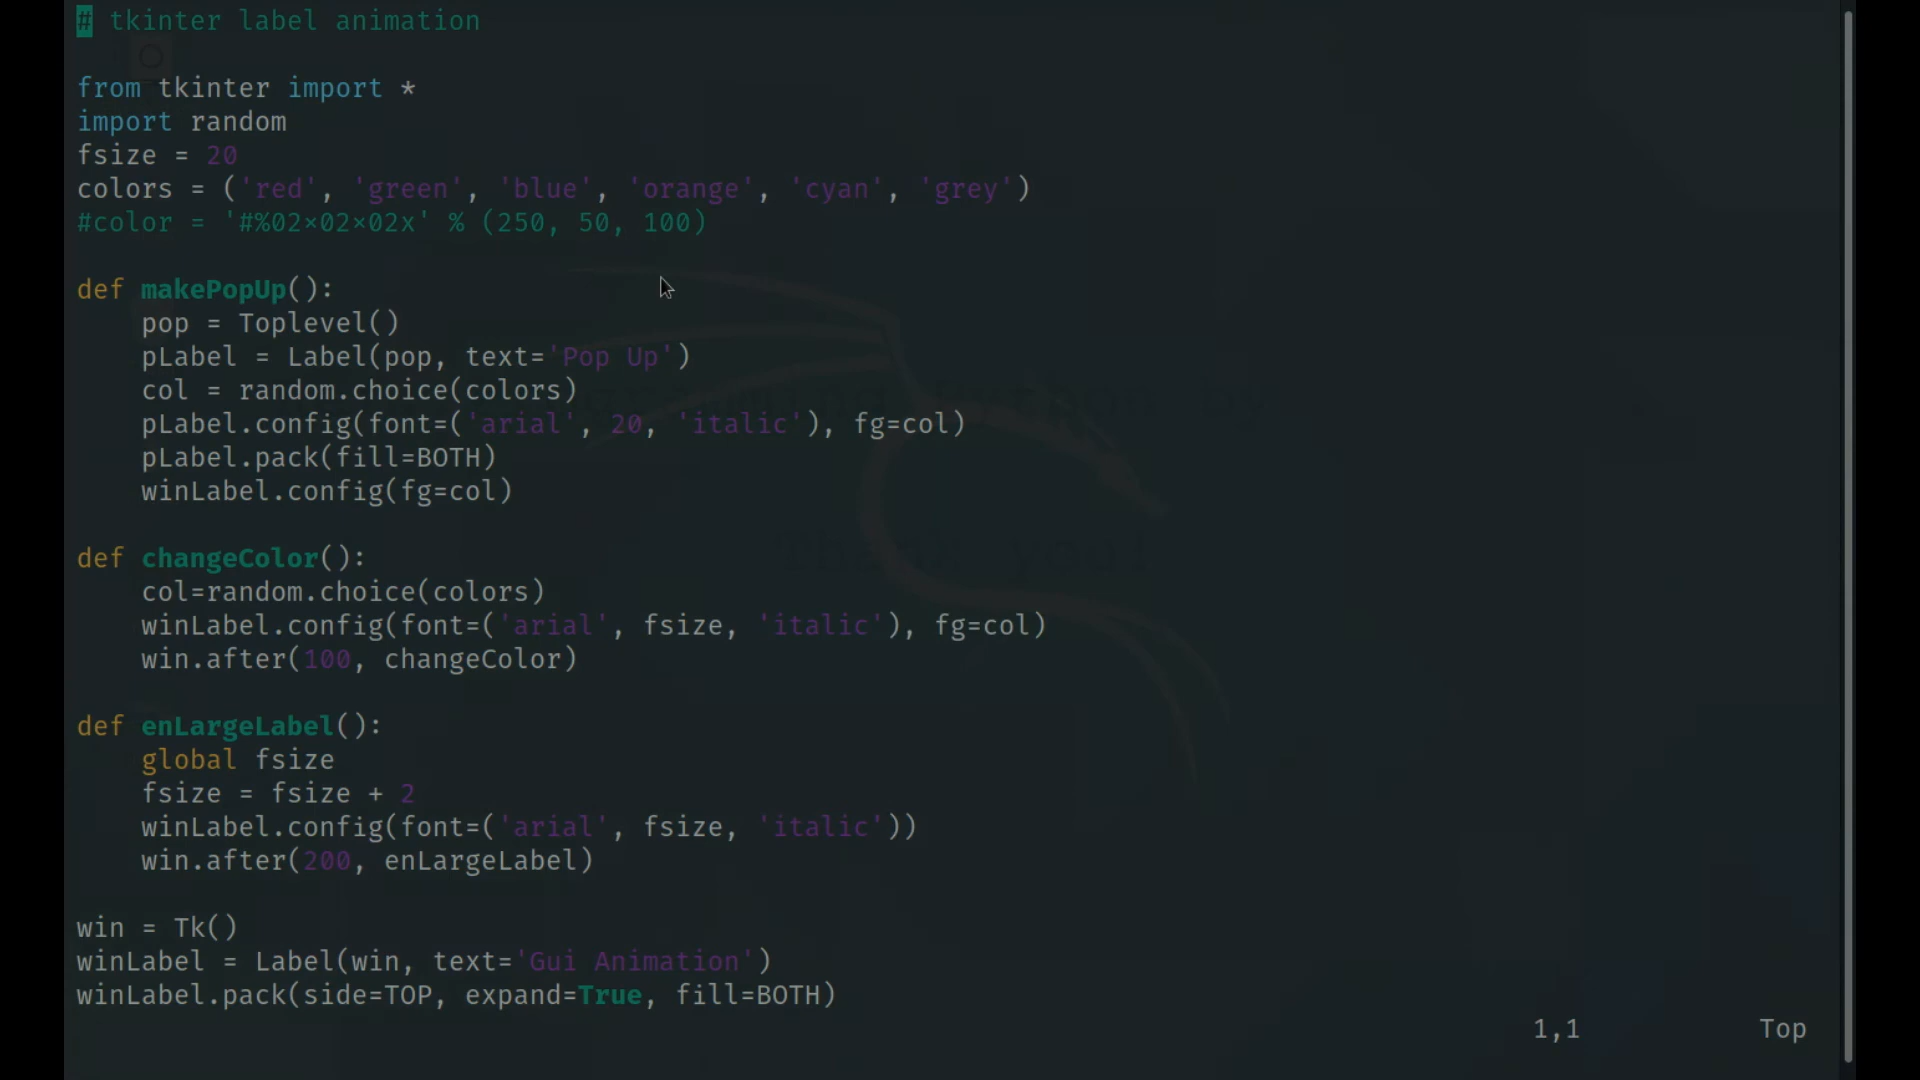 # tkinter label animation
from tkinter import *
import random
fsize = 20
colors = ('red', 'green', 'blue', 'orange', 'cyan', 'grey')
#color = '#%02×02×02x' % (250, 50, 100)
def makePopUp():
    pop = Toplevel()
    pLabel = Label(pop, text='Pop Up')
    col = random.choice(colors)
    pLabel.config(font=('arial', 20, 'italic'), fg=col)
    pLabel.pack(fill=BOTH)
    winLabel.config(fg=col)
def changeColor():
    col=random.choice(colors)
    winLabel.config(font=('arial', fsize, 'italic'), fg=col)
    win.after(100, changeColor)
def enLargeLabel():
    global fsize
    fsize = fsize + 2
    winLabel.config(font=('arial', fsize, 'italic'))
    win.after(200, enLargeLabel)
win = Tk()
winLabel = Label(win, text='Gui Animation')
winLabel.pack(side=TOP, expand=True, fill=BOTH)
1,1 Top
Thank you!